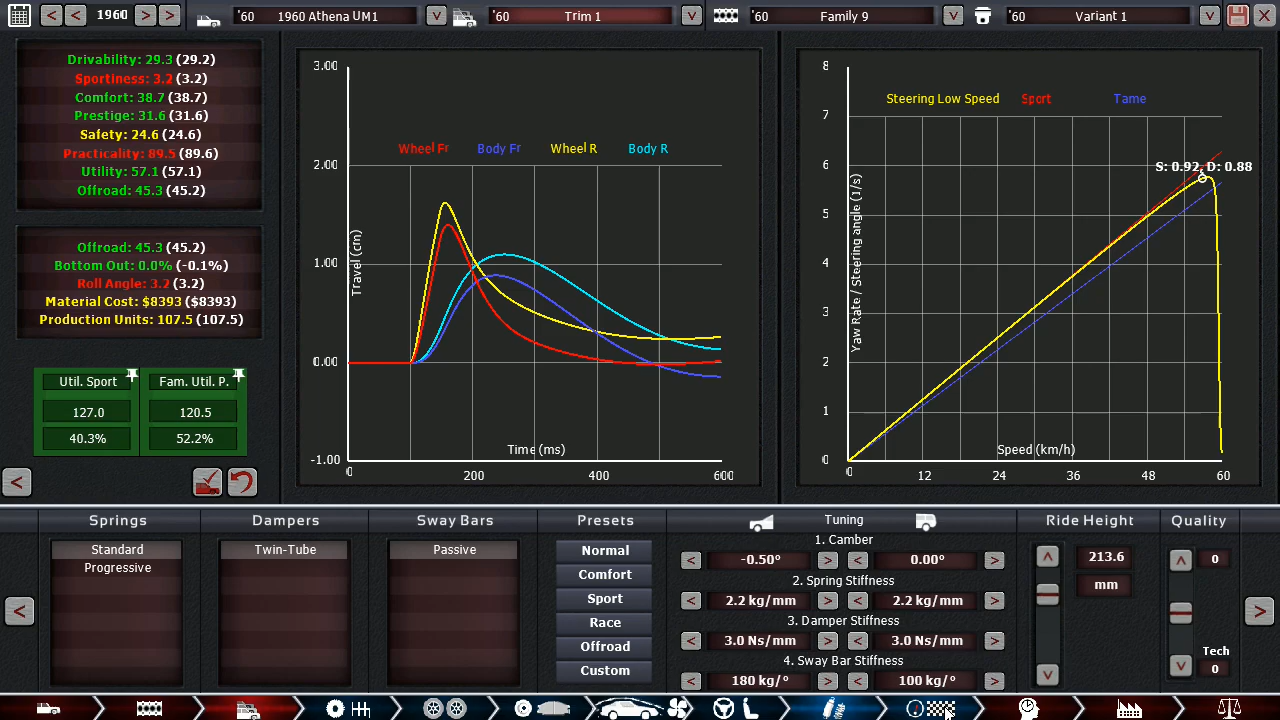 1960
'60 1960 Athena UM1
'60 Trim 1
'60 Family 9
'60 Variant 1
Drivability: 29.3 (29.2)
Sportiness: 3.2 (3.2)
Comfort: 38.7 (38.7)
Prestige: 31.6 (31.6)
Safety: 24.6 (24.6)
Practicality: 89.5 (89.6)
Utility: 57.1 (57.1)
Offroad: 45.3 (45.2)
Offroad: 45.3 (45.2)
Bottom Out: 0.0% (-0.1%)
Roll Angle: 3.2 (3.2)
Material Cost: $8393 ($8393)
Production Units: 107.5 (107.5)
Util. Sport
127.0
40.3%
Fam. Util. P.
120.5
52.2%
3.00
2.00
1.00
0.00
-1.00
Travel (cm)
Wheel Fr Body Fr Wheel R Body R
Time (ms)
0 200 400 600
8
7
6
5
4
3
2
1
0
Yaw Rate / Steering angle (1/s)
Steering Low Speed Sport Tame
S: 0.92, D: 0.88
Speed (km/h)
0 12 24 36 48 60
Springs
Standard
Progressive
Dampers
Twin-Tube
Sway Bars
Passive
Presets
Normal
Comfort
Sport
Race
Offroad
Custom
Tuning
1. Camber
-0.50° 0.00°
2. Spring Stiffness
2.2 kg/mm 2.2 kg/mm
3. Damper Stiffness
3.0 Ns/mm 3.0 Ns/mm
4. Sway Bar Stiffness
180 kg/° 100 kg/°
Ride Height
213.6
mm
Quality
0
Tech
0